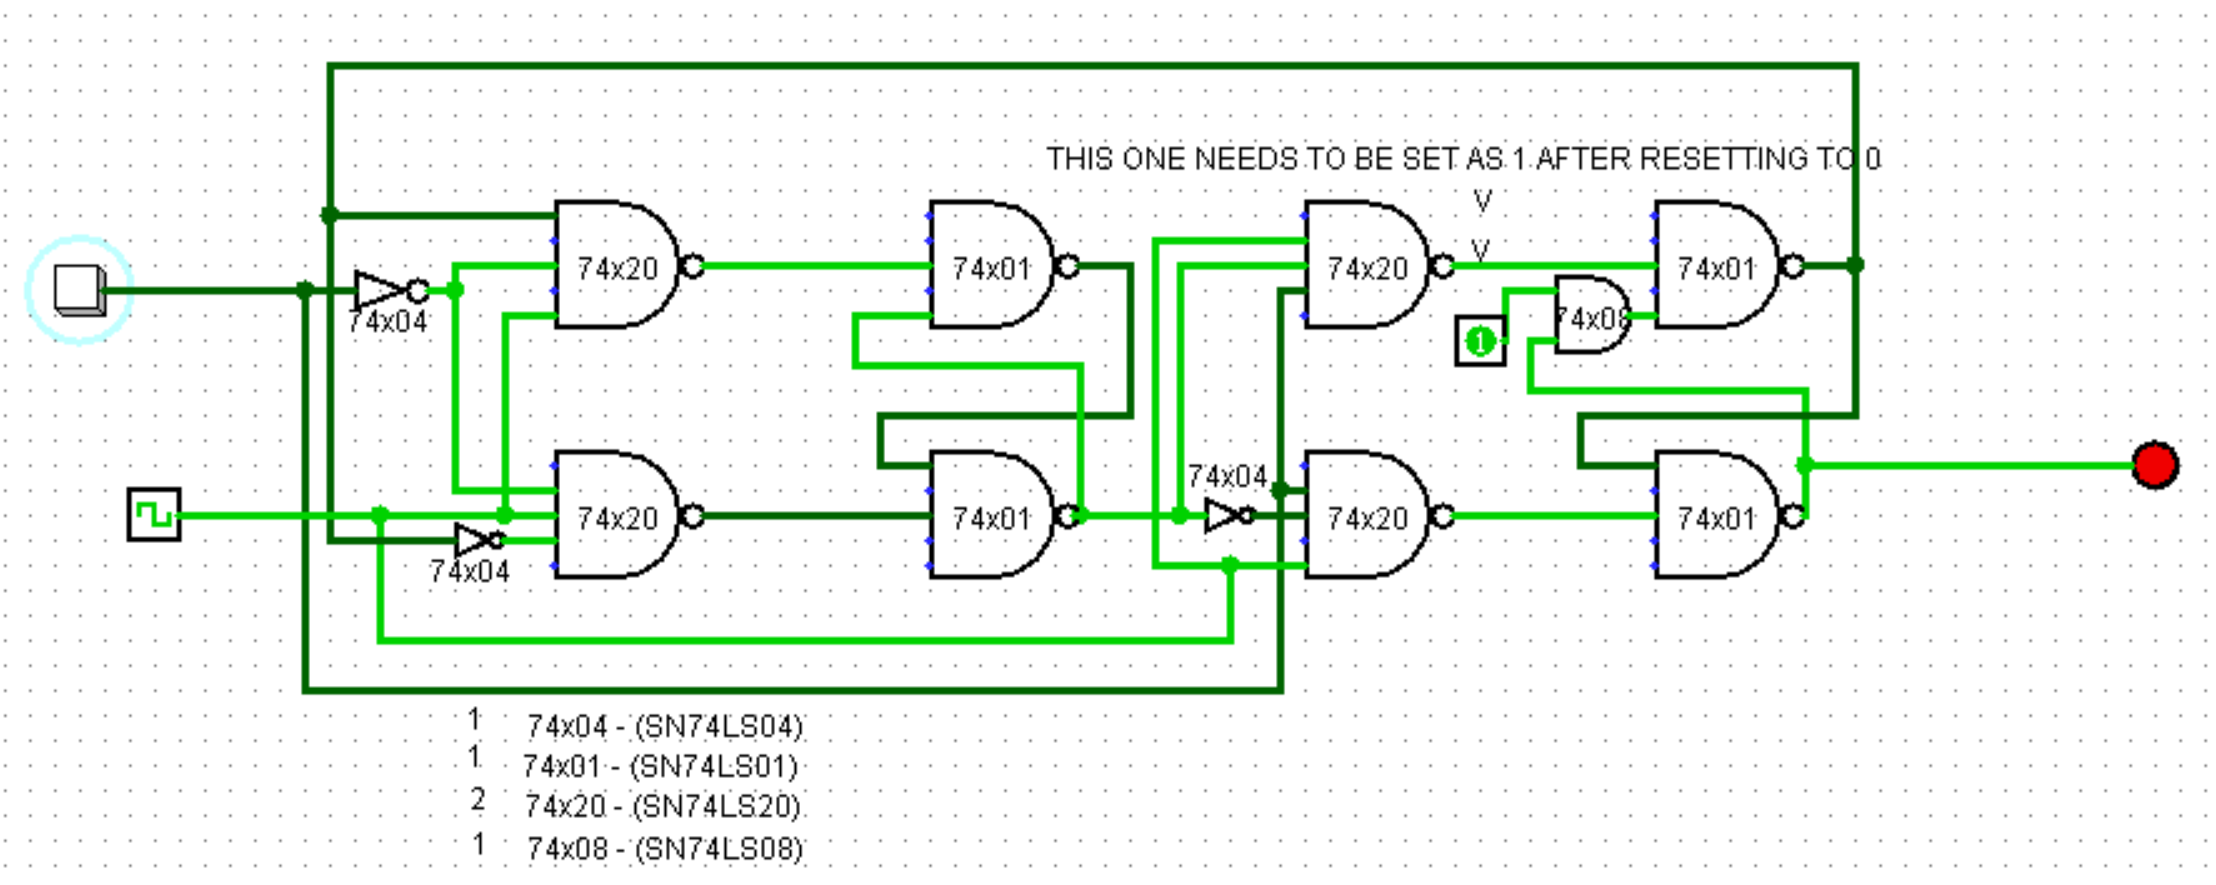 THIS ONE NEEDS TO BE SET AS 1 AFTER RESETTING TO 0
V
V
74x20
74x01
74x20
74x01
74x04
74x08
1
74x04
74x20
74x01
74x20
74x01
74x04
1 74x04 - (SN74LS04)
1 74x01 - (SN74LS01)
2 74x20 - (SN74LS20)
1 74x08 - (SN74LS08)